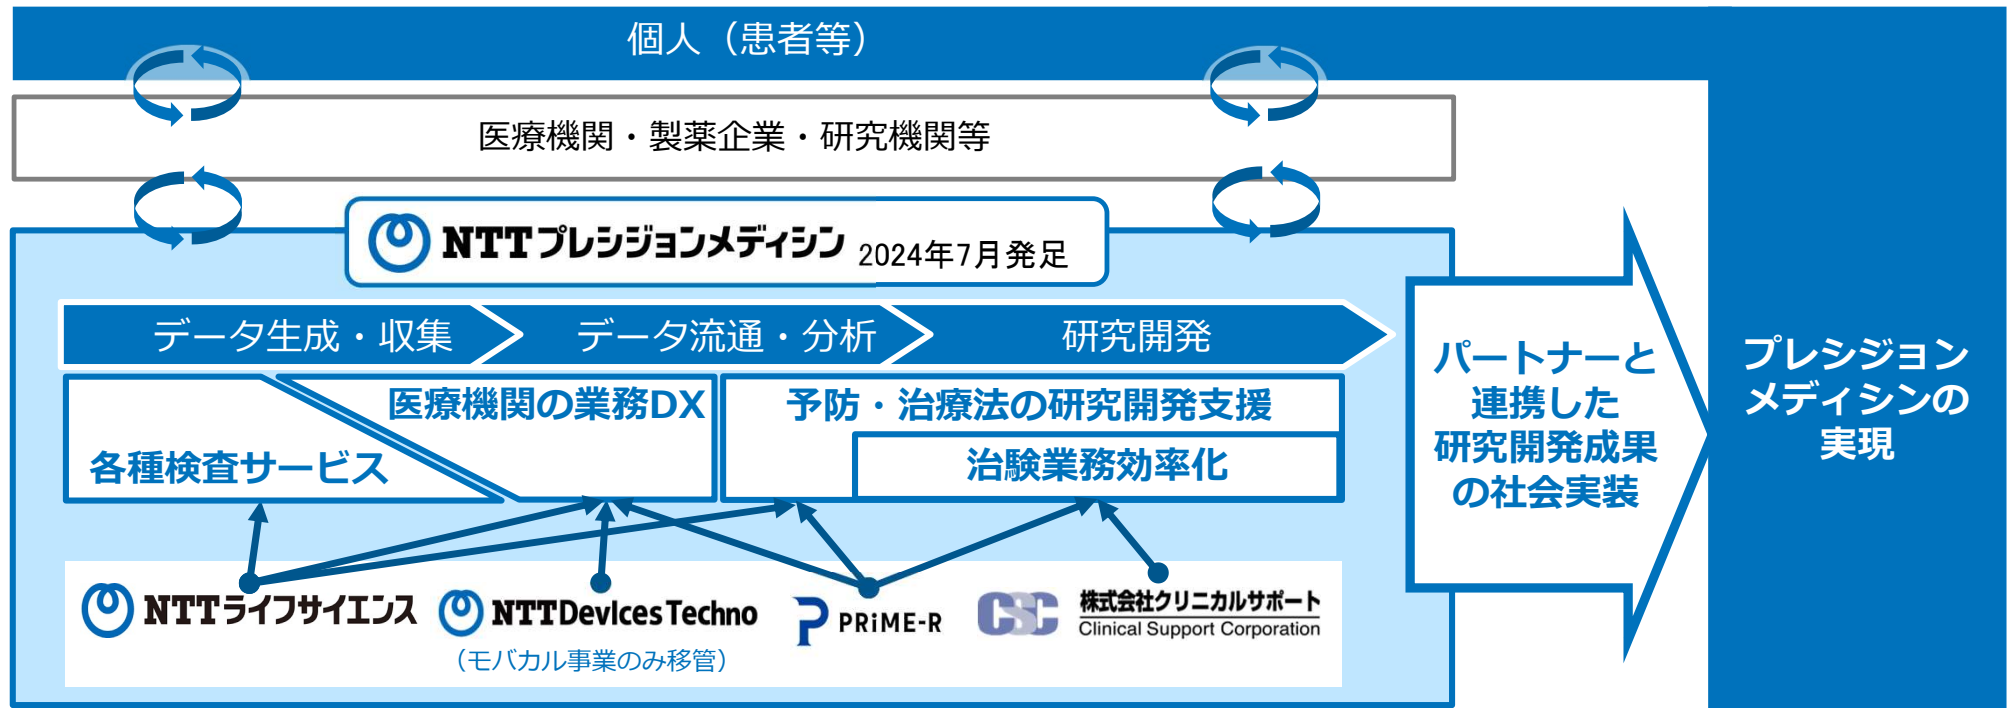 個人（患者等）
医療機関・製薬企業・研究機関等
NTTプレシジョンメディシン 2024年7月発足
データ生成・収集
データ流通・分析
研究開発
各種検査サービス
医療機関の業務DX
予防・治療法の研究開発支援
治験業務効率化
NTTライフサイエンス
NTT Devices Techno
（モバカル事業のみ移管）
PRiME-R
CSC
株式会社クリニカルサポート
Clinical Support Corporation
パートナーと
連携した
研究開発成果
の社会実装
プレシジョン
メディシンの
実現